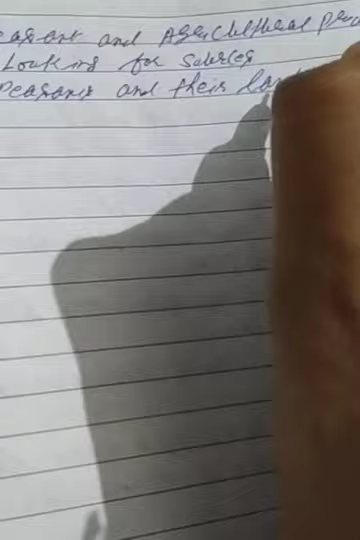 and Agricultural
Looking for Sources
Peasants and their